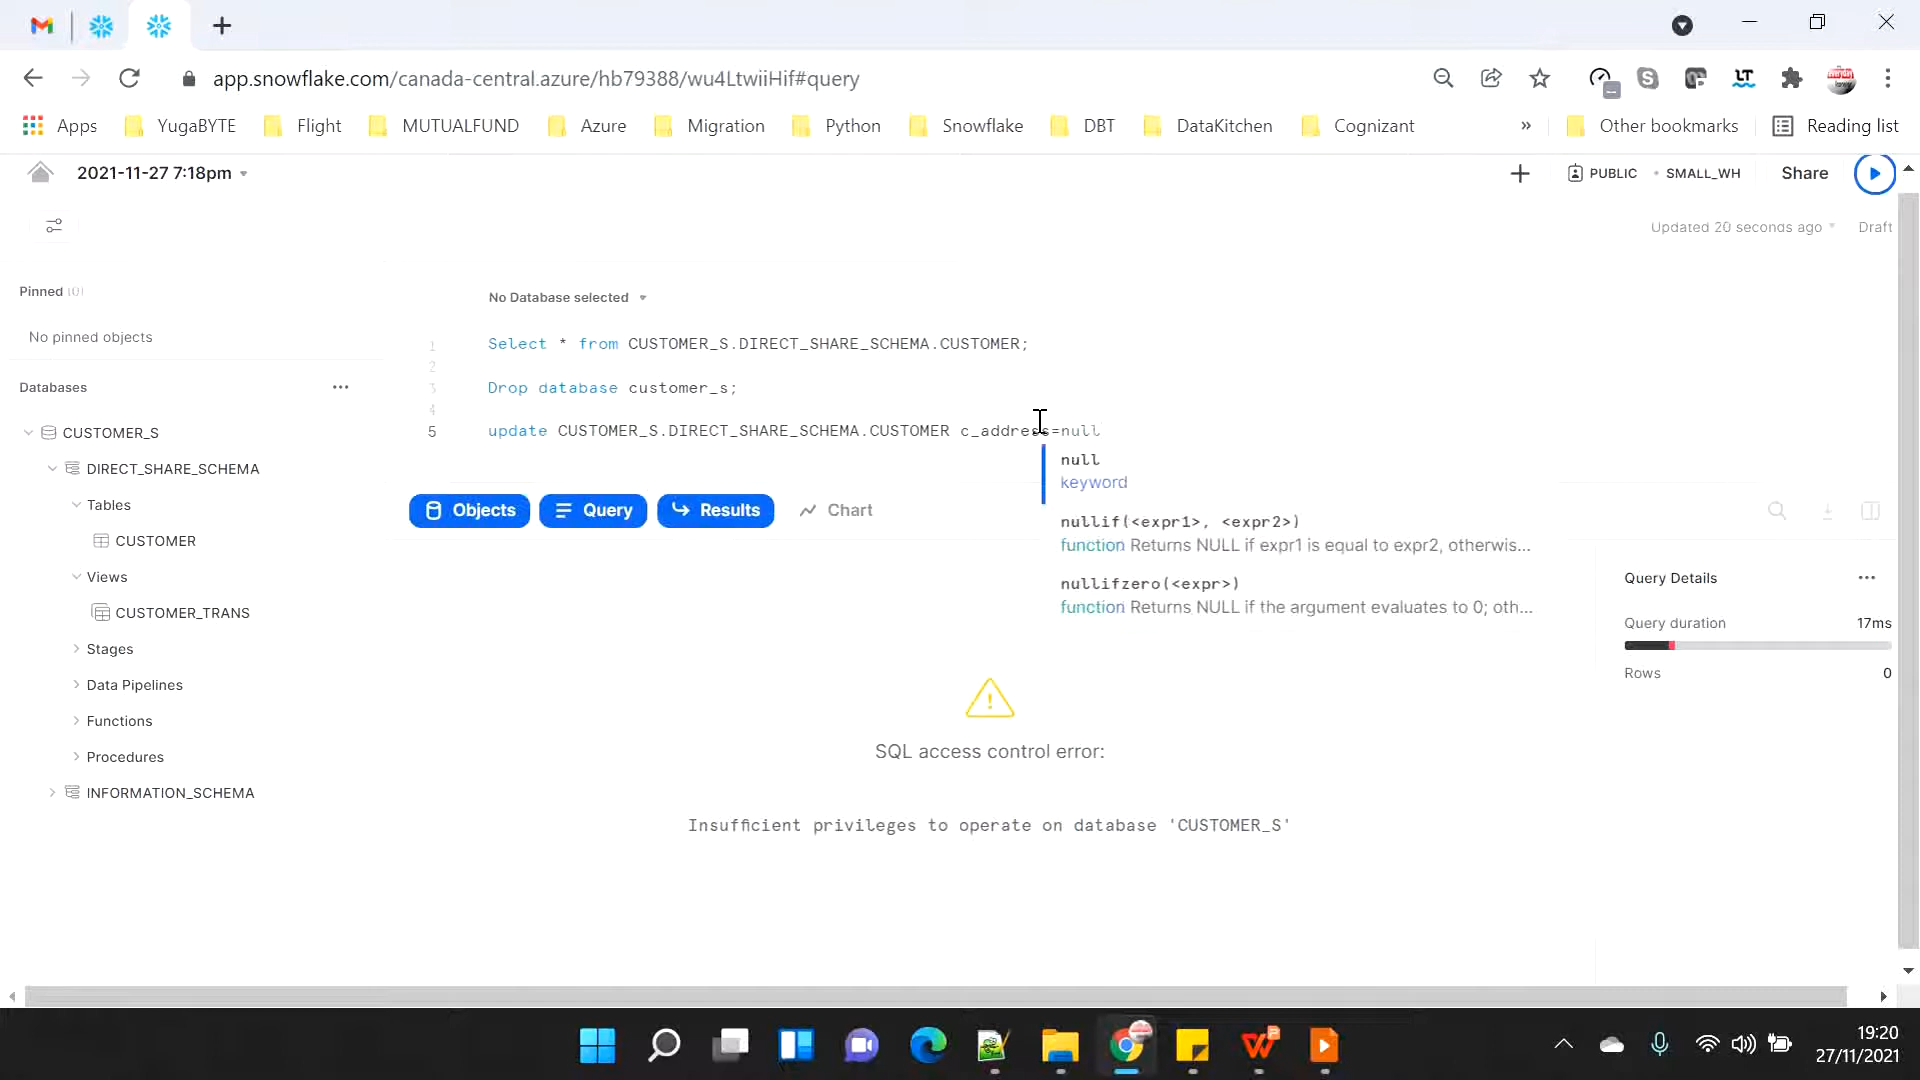 app.snowflake.com/canada-central.azure/hb79388/wu4LtwiiHif#query
Apps YugaBYTE Flight MUTUALFUND Azure Migration Python Snowflake DBT DataKitchen Cognizant » Other bookmarks Reading list
2021-11-27 7:18pm PUBLIC SMALL_WH Share
Updated 20 seconds ago Draft
Pinned (0)
No Database selected
No pinned objects
1 Select * from CUSTOMER_S.DIRECT_SHARE_SCHEMA.CUSTOMER;
2
3 Drop database customer_s;
4
5 update CUSTOMER_S.DIRECT_SHARE_SCHEMA.CUSTOMER c_address=null
null
keyword
nullif(<expr1>, <expr2>)
function Returns NULL if expr1 is equal to expr2, otherwis...
nullifzero(<expr>)
function Returns NULL if the argument evaluates to 0; oth...
Databases
CUSTOMER_S
DIRECT_SHARE_SCHEMA
Tables
CUSTOMER
Views
CUSTOMER_TRANS
Stages
Data Pipelines
Functions
Procedures
INFORMATION_SCHEMA
Objects Query Results Chart
Query Details
Query duration 17ms
Rows 0
SQL access control error:
Insufficient privileges to operate on database 'CUSTOMER_S'
19:20
27/11/2021